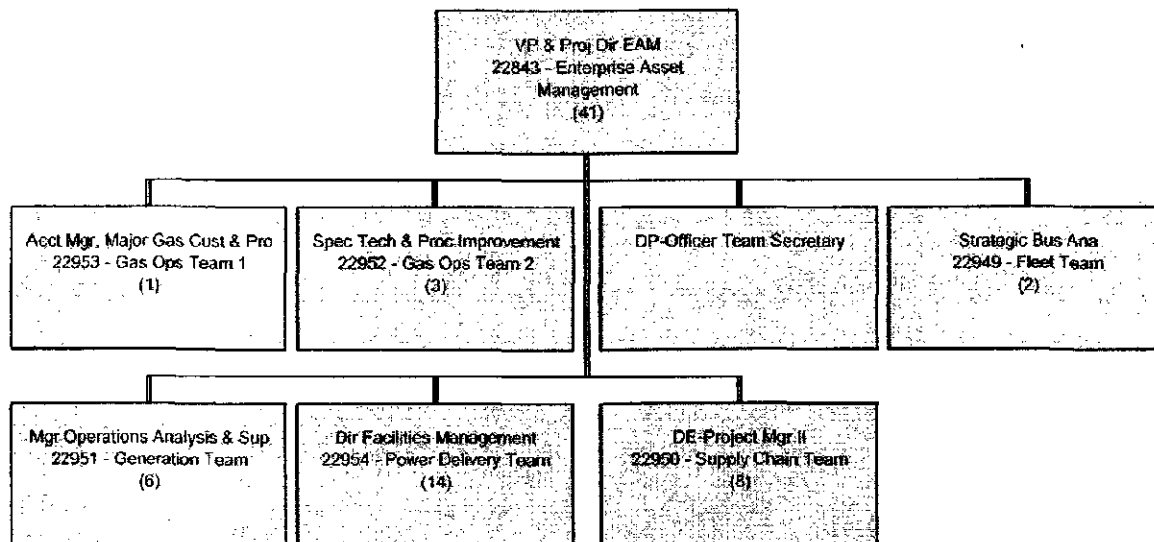 VP & Proj Dir EAM
22843 - Enterprise Asset
Management
(41)
Acct Mgr, Major Gas Cust & Pro
22953 - Gas Ops Team 1
(1)
Spec Tech & Proc Improvement
22952 - Gas Ops Team 2
(3)
DP-Officer Team Secretary
Strategic Bus Ana
22949 - Fleet Team
(2)
Mgr Operations Analysis & Sup
22951 - Generation Team
(6)
Dir Facilities Management
22954 - Power Delivery Team
(14)
DE-Project Mgr II
22950 - Supply Chain Team
(8)